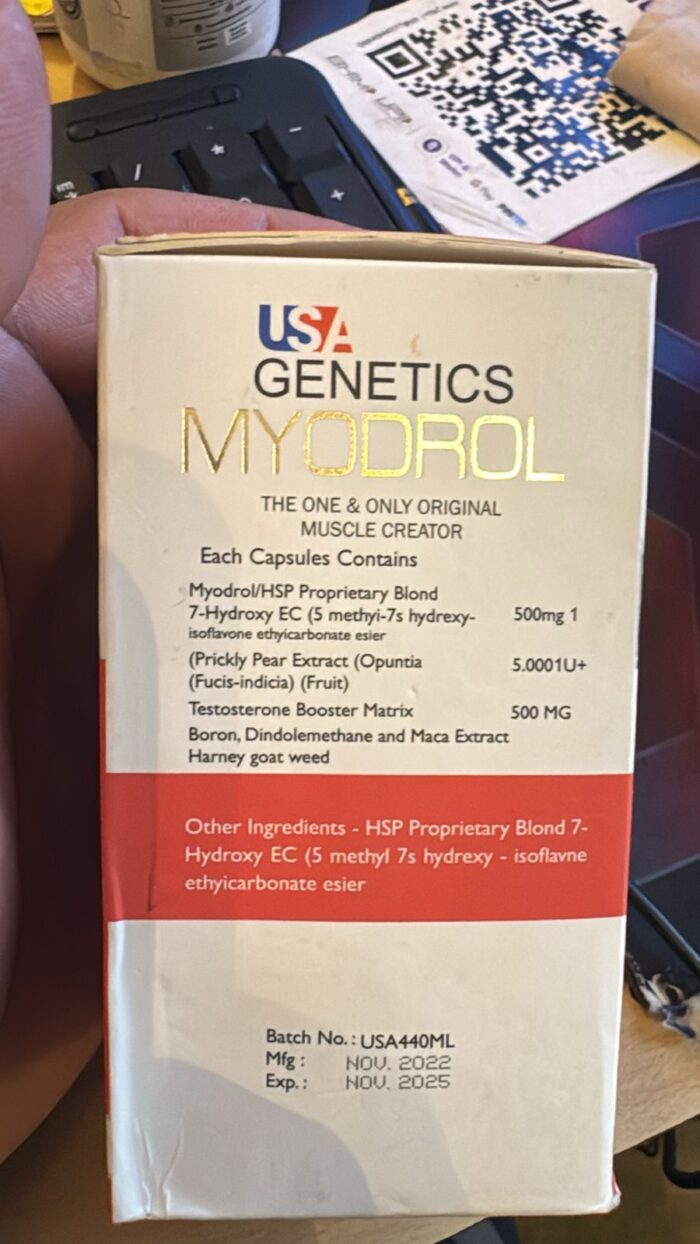 USA
GENETICS
MYODROL
THE ONE & ONLY ORIGINAL
MUSCLE CREATOR
Each Capsules Contains
Myodrol/HSP Proprietary Blond
7-Hydroxy EC (5 methyi-7s hydrexy- 500mg 1
isoflavone ethyicarbonate esier
(Prickly Pear Extract (Opuntia 5.0001U+
(Fucis-indicia) (Fruit)
Testosterone Booster Matrix 500 MG
Boron, Dindolemethane and Maca Extract
Harney goat weed
Other Ingredients - HSP Proprietary Blond 7-
Hydroxy EC (5 methyl 7s hydrexy - isoflavne
ethyicarbonate esier
Batch No.: USA440ML
Mfg : NOV. 2022
Exp.: NOV. 2025